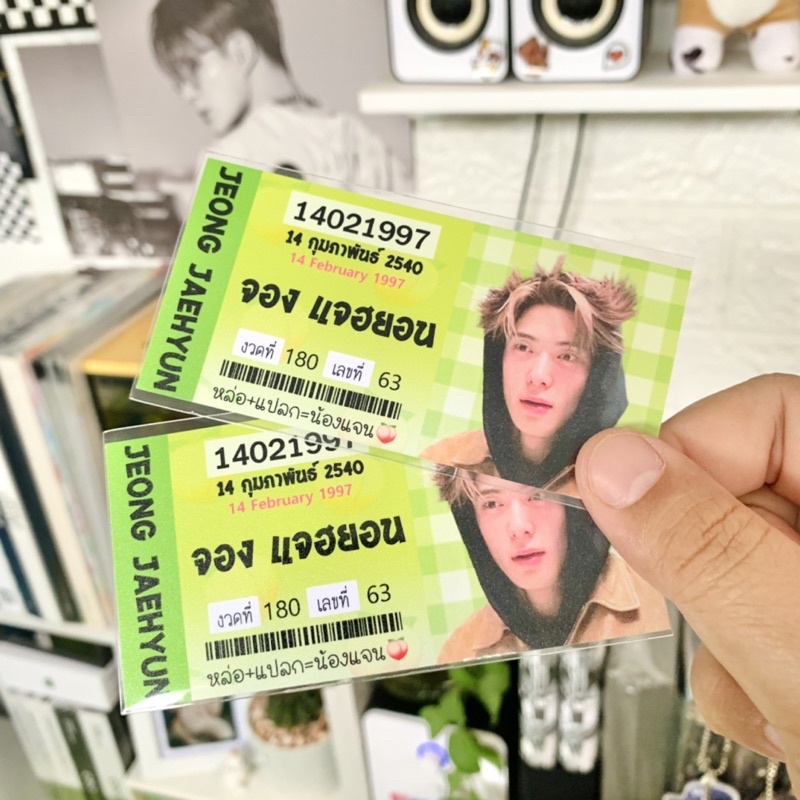 JEONG JAEHYUN
14021997
14 กุมภาพันธ์ 2540
14 February 1997
จอง แจฮยอน
งวดที่ 180 เลขที่ 63
หล่อ+แปลก=น้องแจน🍑
JEONG JAEHYUN
14021997
14 กุมภาพันธ์ 2540
14 February 1997
จอง แจฮยอน
งวดที่ 180 เลขที่ 63
หล่อ+แปลก=น้องแจน🍑